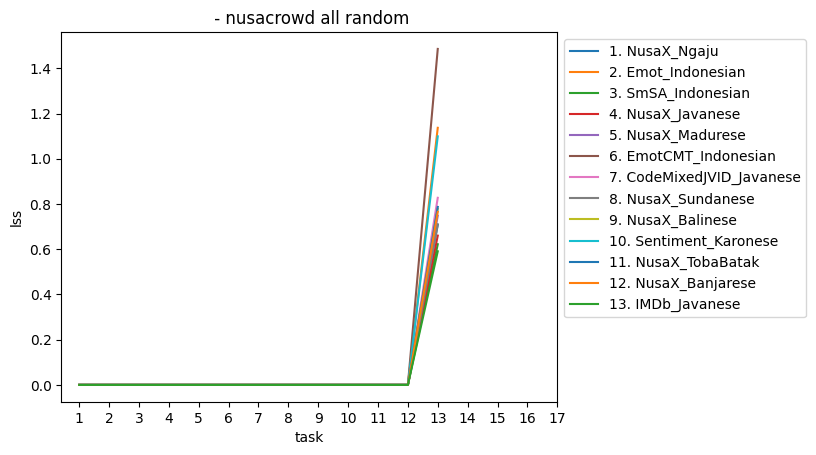 - nusacrowd all random
1.4
1.2
1.0
0.8
0.6
0.4
0.2
0.0
lss
1 2 3 4 5 6 7 8 9 10 11 12 13 14 15 16 17
task
1. NusaX_Ngaju
2. Emot_Indonesian
3. SmSA_Indonesian
4. NusaX_Javanese
5. NusaX_Madurese
6. EmotCMT_Indonesian
7. CodeMixedJVID_Javanese
8. NusaX_Sundanese
9. NusaX_Balinese
10. Sentiment_Karonese
11. NusaX_TobaBatak
12. NusaX_Banjarese
13. IMDb_Javanese